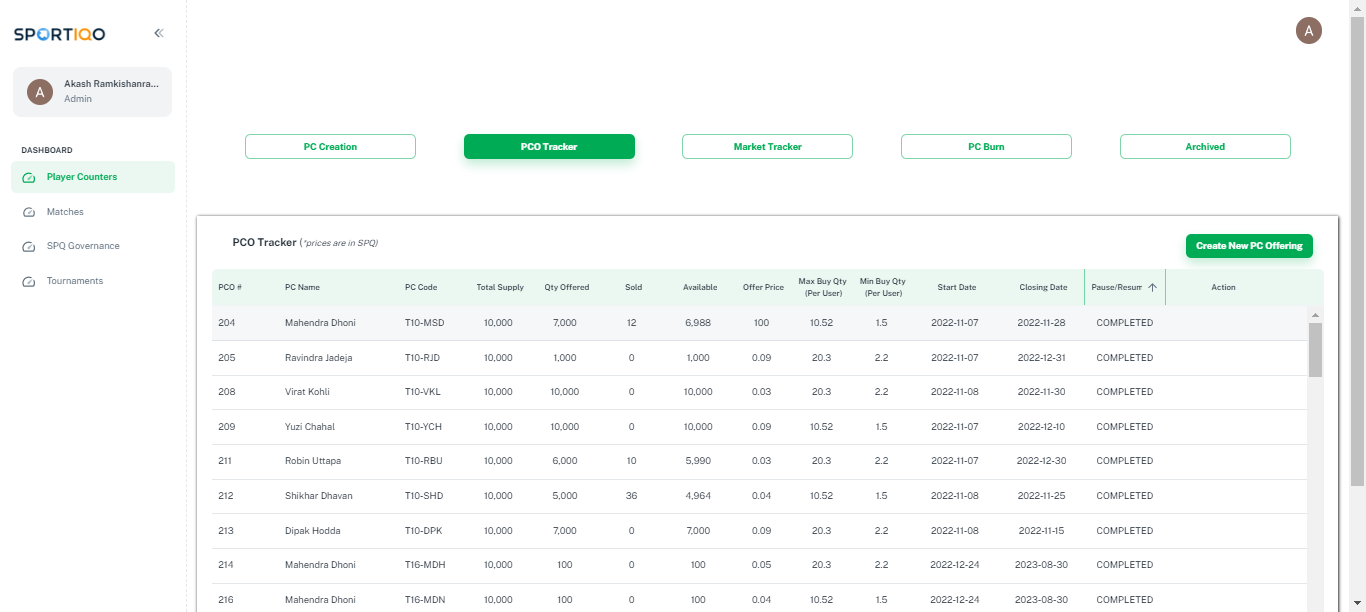 SPORTIQO
A
A
Akash Ramkishanra...
Admin
DASHBOARD
Player Counters
Matches
SPQ Governance
Tournaments
PC Creation
PCO Tracker
Market Tracker
PC Burn
Archived
PCO Tracker (*prices are in SPQ)
Create New PC Offering
PCO # PC Name PC Code Total Supply Qty Offered Sold Available Offer Price Max Buy Qty (Per User) Min Buy Qty (Per User) Start Date Closing Date Pause/Resum Action
204 Mahendra Dhoni T10-MSD 10,000 7,000 12 6,988 100 10.52 1.5 2022-11-07 2022-11-28 COMPLETED
205 Ravindra Jadeja T10-RJD 10,000 1,000 0 1,000 0.09 20.3 2.2 2022-11-07 2022-12-31 COMPLETED
208 Virat Kohli T10-VKL 10,000 10,000 0 10,000 0.03 20.3 2.2 2022-11-08 2022-11-30 COMPLETED
209 Yuzi Chahal T10-YCH 10,000 10,000 0 10,000 0.09 10.52 1.5 2022-11-07 2022-12-10 COMPLETED
211 Robin Uttapa T10-RBU 10,000 6,000 10 5,990 0.03 20.3 2.2 2022-11-07 2022-12-30 COMPLETED
212 Shikhar Dhavan T10-SHD 10,000 5,000 36 4,964 0.04 10.52 1.5 2022-11-08 2022-11-25 COMPLETED
213 Dipak Hodda T10-DPK 10,000 7,000 0 7,000 0.09 20.3 2.2 2022-11-08 2022-11-15 COMPLETED
214 Mahendra Dhoni T16-MDH 10,000 100 0 100 0.05 20.3 2.2 2022-12-24 2023-08-30 COMPLETED
216 Mahendra Dhoni T16-MDN 10,000 100 0 100 0.04 10.52 1.5 2022-12-24 2023-08-30 COMPLETED